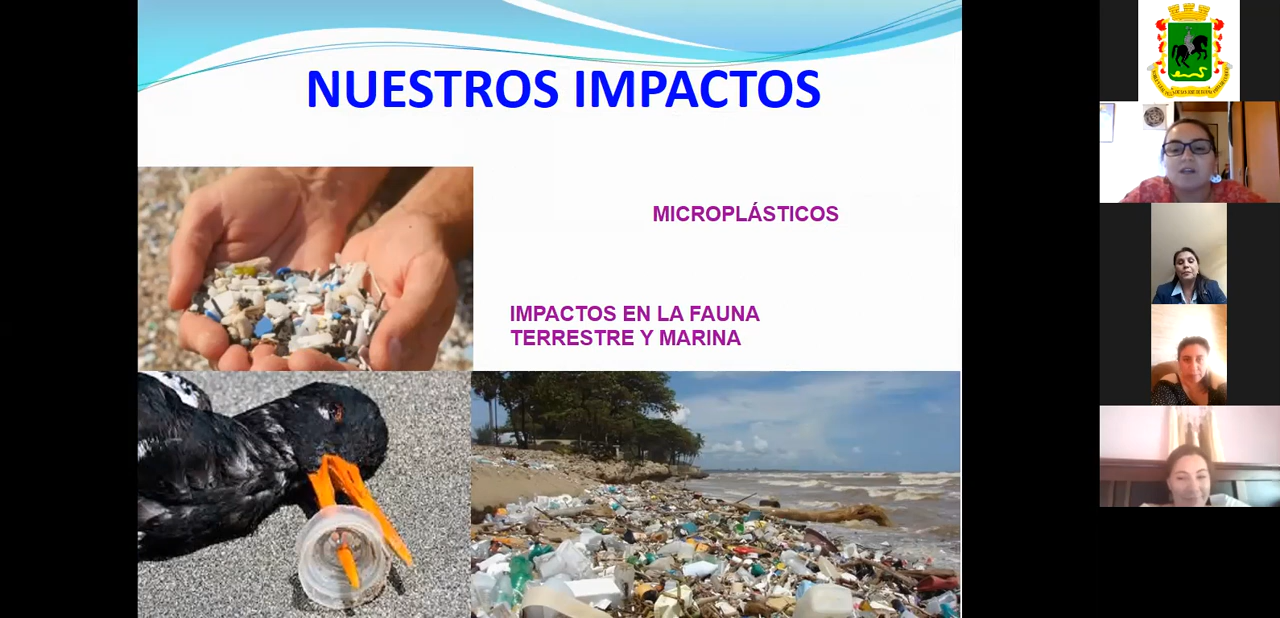 NUESTROS IMPACTOS
MICROPLÁSTICOS
IMPACTOS EN LA FAUNA
TERRESTRE Y MARINA